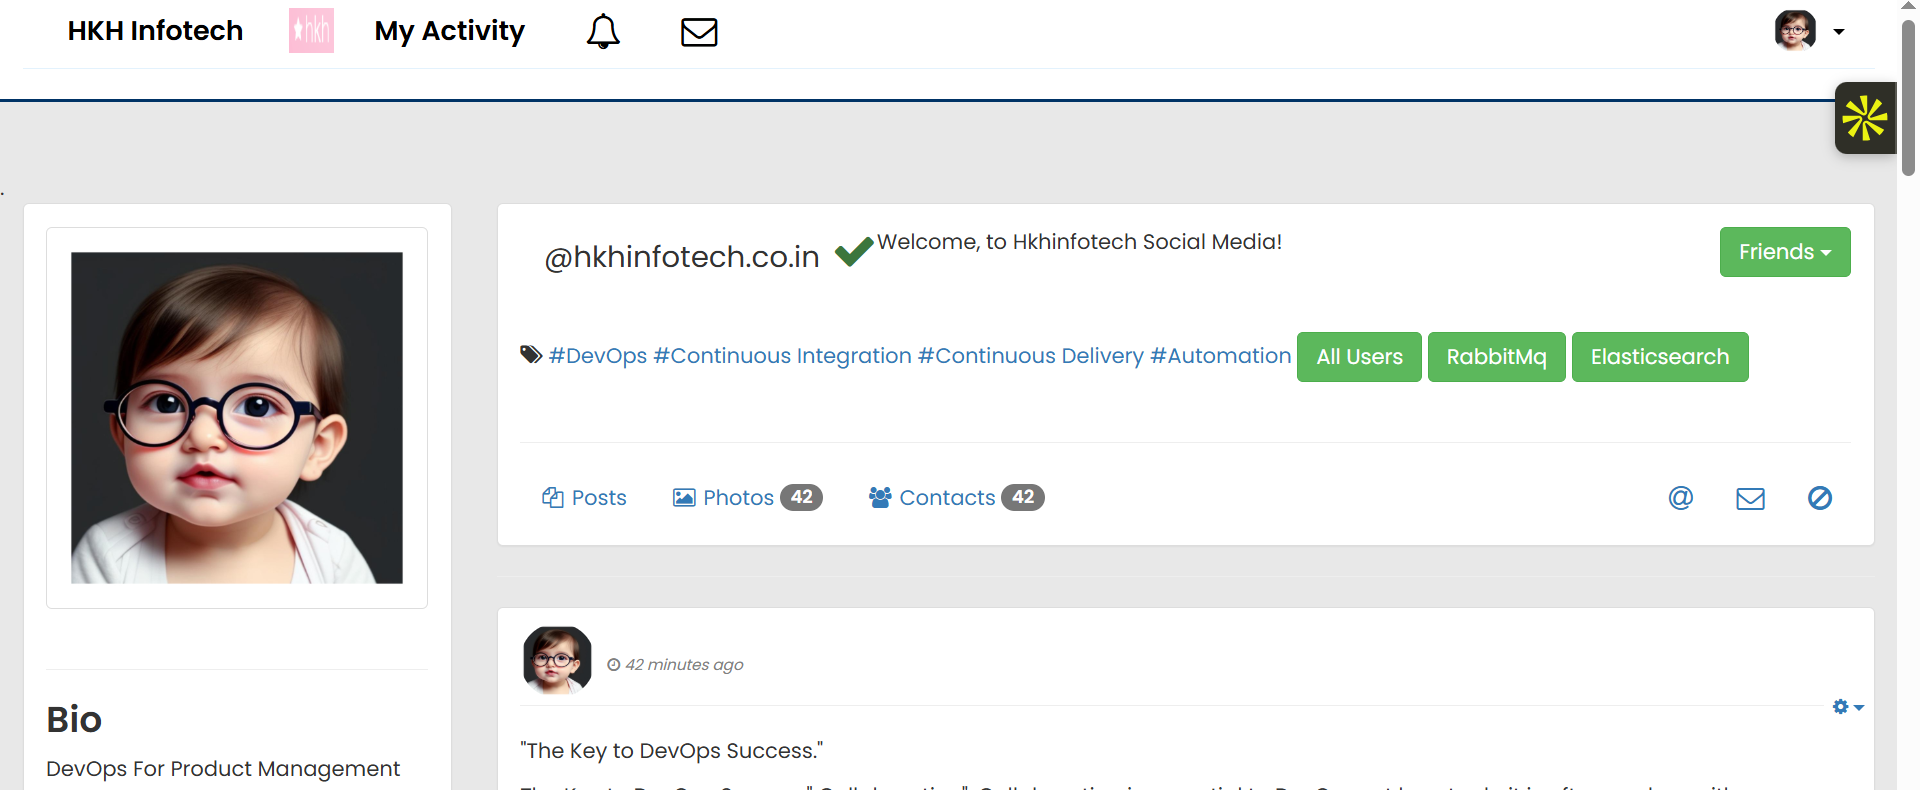 HKH Infotech hkh My Activity
@hkhinfotech.co.in Welcome, to Hkhinfotech Social Media! Friends
#DevOps #Continuous Integration #Continuous Delivery #Automation All Users RabbitMq Elasticsearch
Posts Photos 42 Contacts 42 @
42 minutes ago
Bio
DevOps For Product Management
"The Key to DevOps Success."